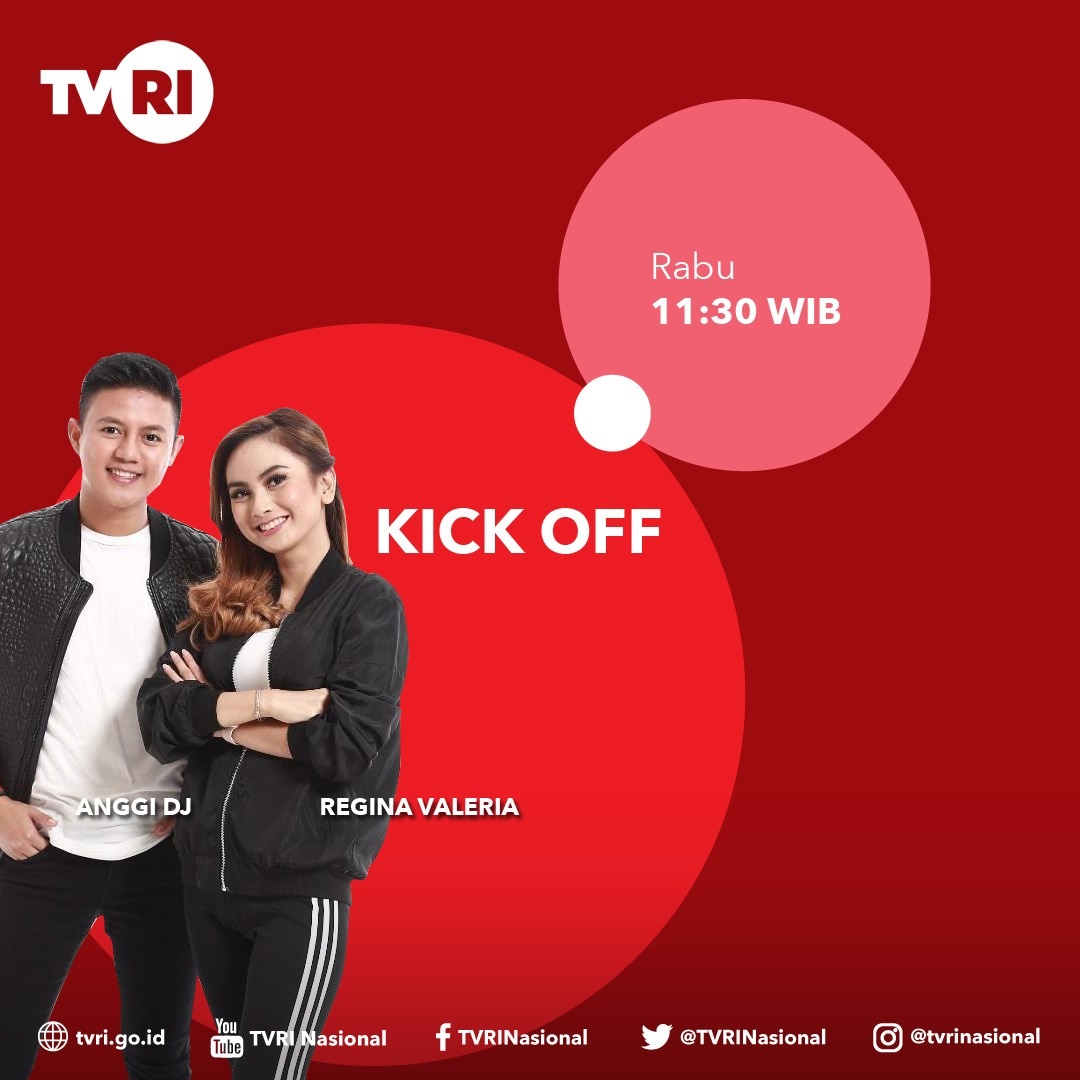 TVRI
Rabu
11:30 WIB
KICK OFF
ANGGI DJ
REGINA VALERIA
tvri.go.id
You Tube
TVRI Nasional
TVRINasional
@TVRINasional
@tvrinasional